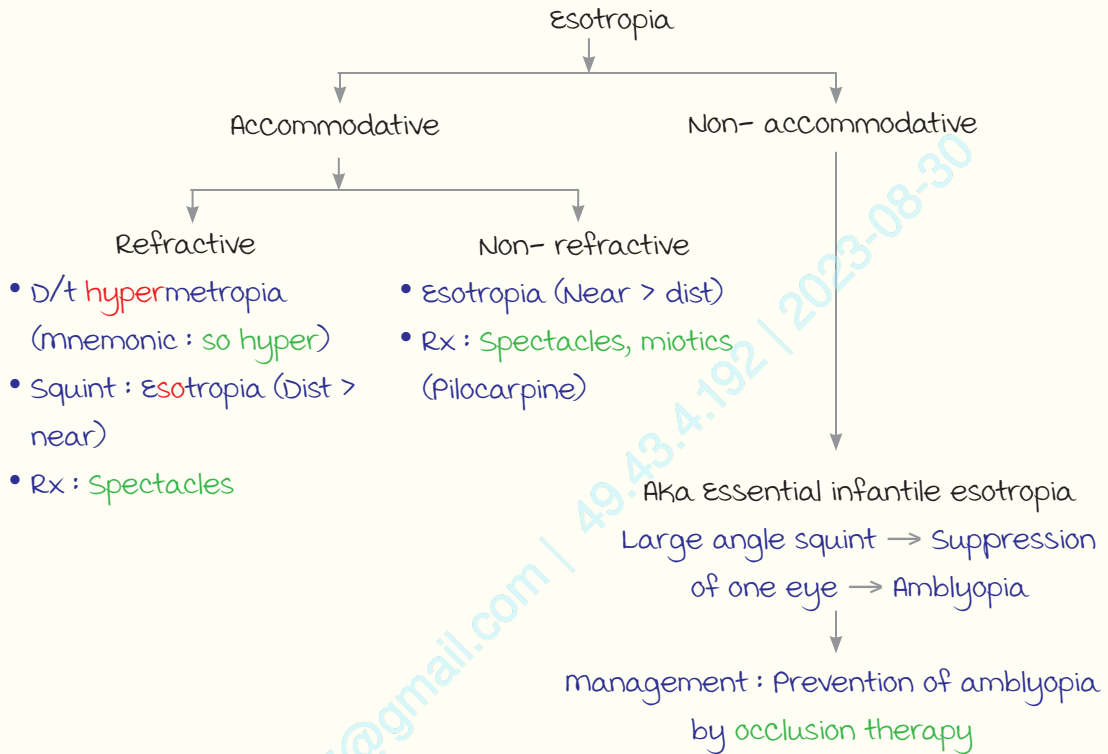 Esotropia
Accommodative
Non- accommodative
Refractive
• D/t hypermetropia
(Mnemonic : so hyper)
• Squint : Esotropia (Dist >
near)
• Rx : Spectacles
Non- refractive
• Esotropia (Near > dist)
• Rx : Spectacles, miotics
(Pilocarpine)
Aka Essential infantile esotropia
Large angle squint → Suppression
of one eye → Amblyopia
Management : Prevention of amblyopia
by occlusion therapy
@gmail.com | 49.43.4.192 | 2023-08-30